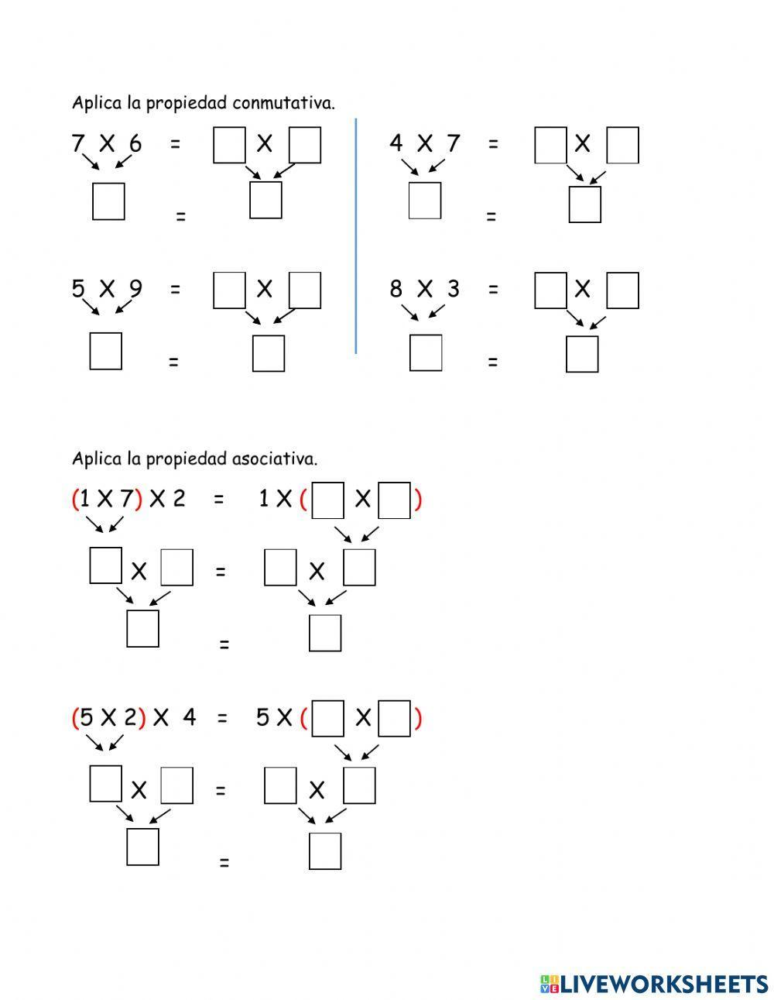 Aplica la propiedad conmutativa.
7 X 6 = X
4 X 7 = X
=
=
5 X 9 = X
8 X 3 = X
=
=
Aplica la propiedad asociativa.
(1 X 7) X 2 = 1 X ( X )
X = X
=
(5 X 2) X 4 = 5 X ( X )
X = X
=
LIVE LIVEWORKSHEETS